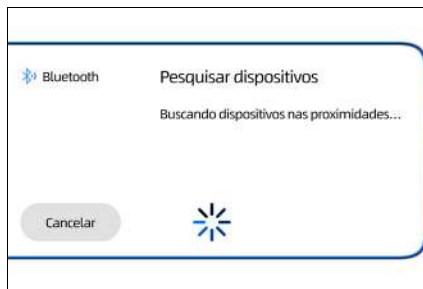 Bluetooth
Pesquisar dispositivos
Buscando dispositivos nas proximidades...
Cancelar